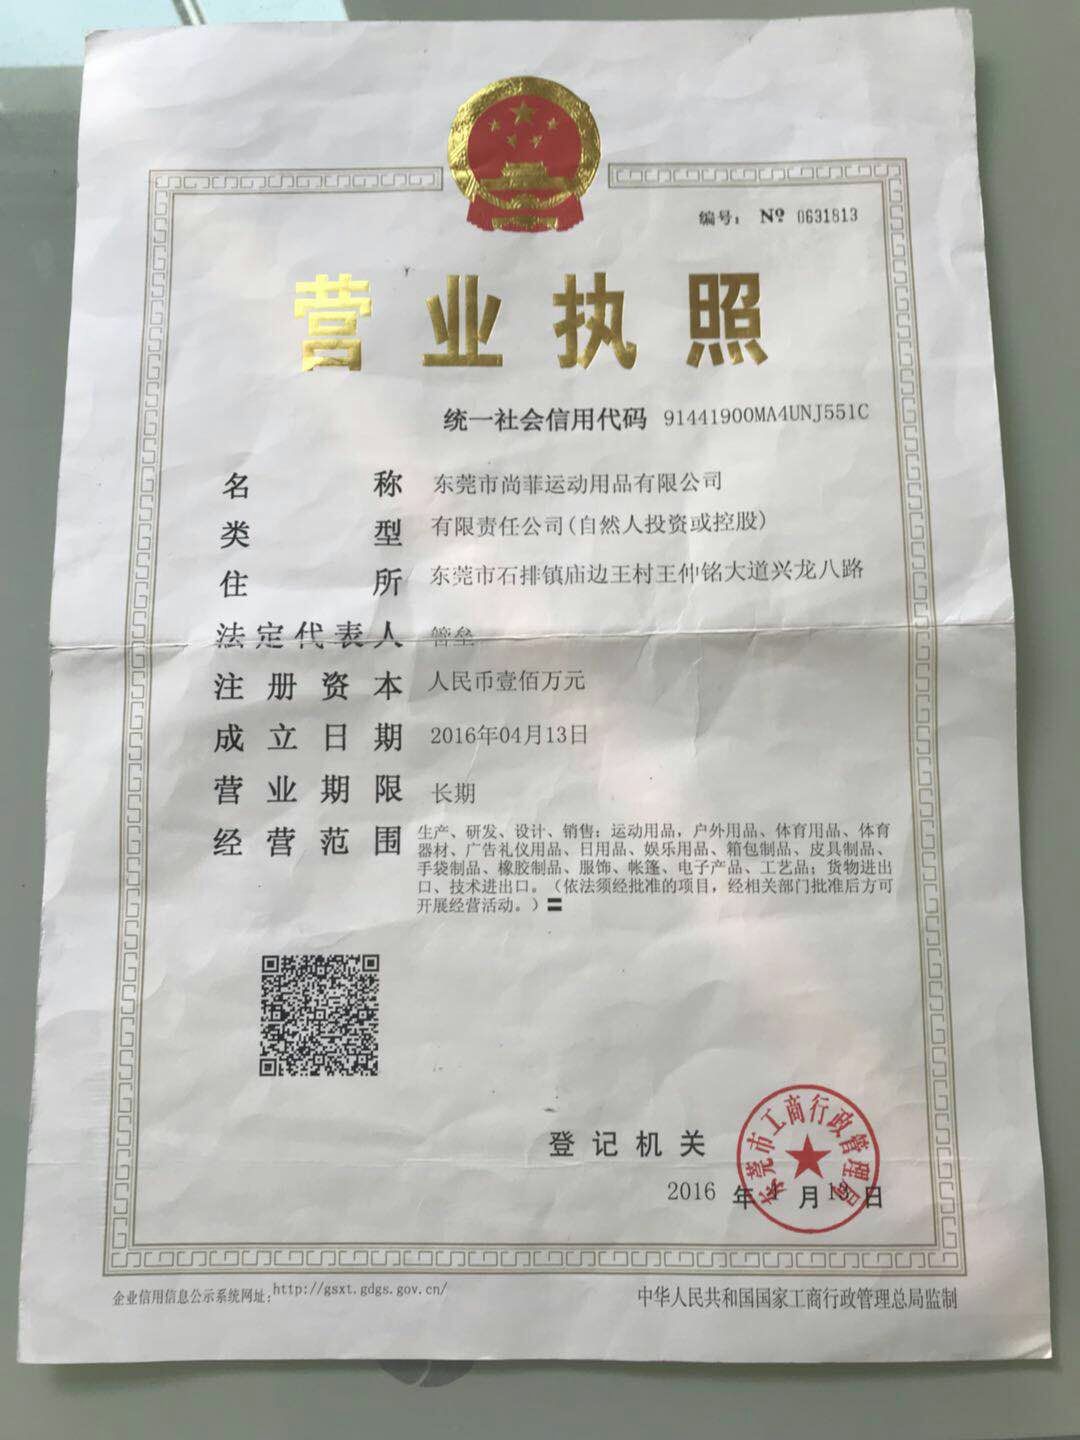 编号： № 0631813
营业执照
统一社会信用代码 91441900MA4UNJ551C
名称 东莞市尚菲运动用品有限公司
类型 有限责任公司(自然人投资或控股)
住所 东莞市石排镇庙边王村王仲铭大道兴龙八路
法定代表人 管垒
注册资本 人民币壹佰万元
成立日期 2016年04月13日
营业期限 长期
经营范围 生产、研发、设计、销售：运动用品，户外用品、体育用品、体育
器材、广告礼仪用品、日用品、娱乐用品、箱包制品、皮具制品、
手袋制品、橡胶制品、服饰、帐篷、电子产品、工艺品；货物进出
口、技术进出口。（依法须经批准的项目，经相关部门批准后方可
开展经营活动。）〓
登记机关
东莞市工商行政管理局
2016 年 月 13 日
企业信用信息公示系统网址：http://gsxt.gdgs.gov.cn/
中华人民共和国国家工商行政管理总局监制